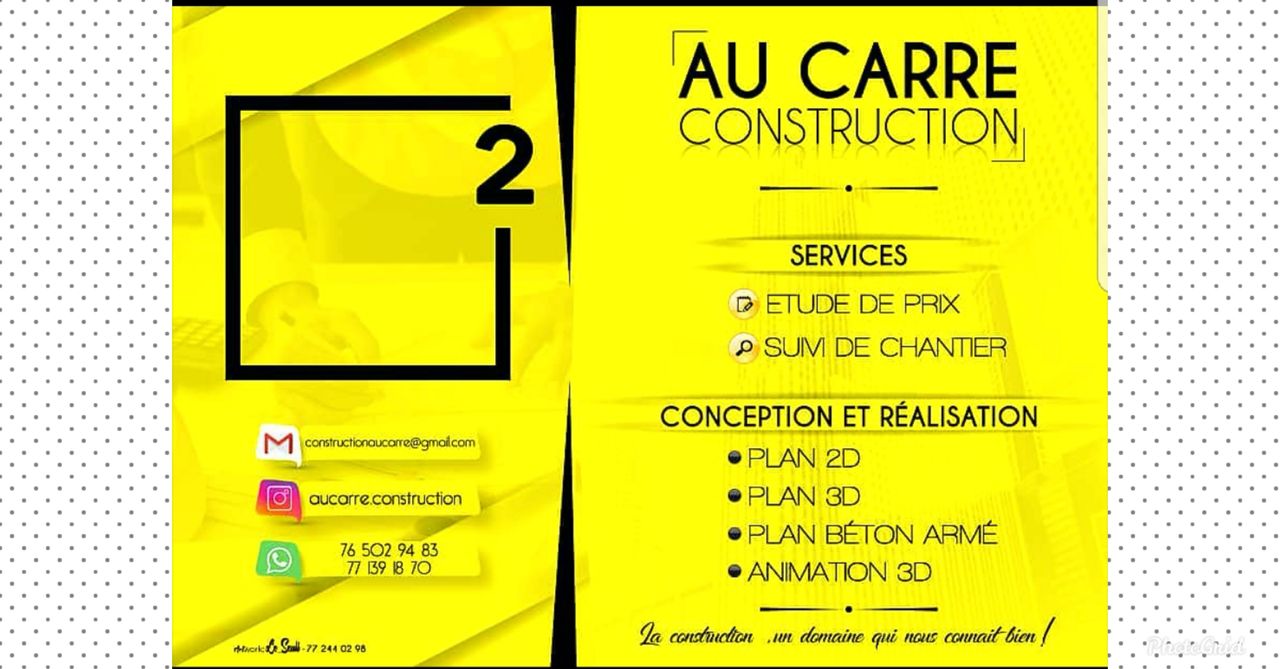 2
constructionaucarre@gmail.com
aucarre.construction
76 502 94 83
77 139 18 70
Artwork: - 77 244 02 98
AU CARRE
CONSTRUCTION
SERVICES
ETUDE DE PRIX
SUIVI DE CHANTIER
CONCEPTION ET RÉALISATION
PLAN 2D
PLAN 3D
PLAN BÉTON ARMÉ
ANIMATION 3D
La construction ,un domaine qui nous connait bien !
PhotoGrid